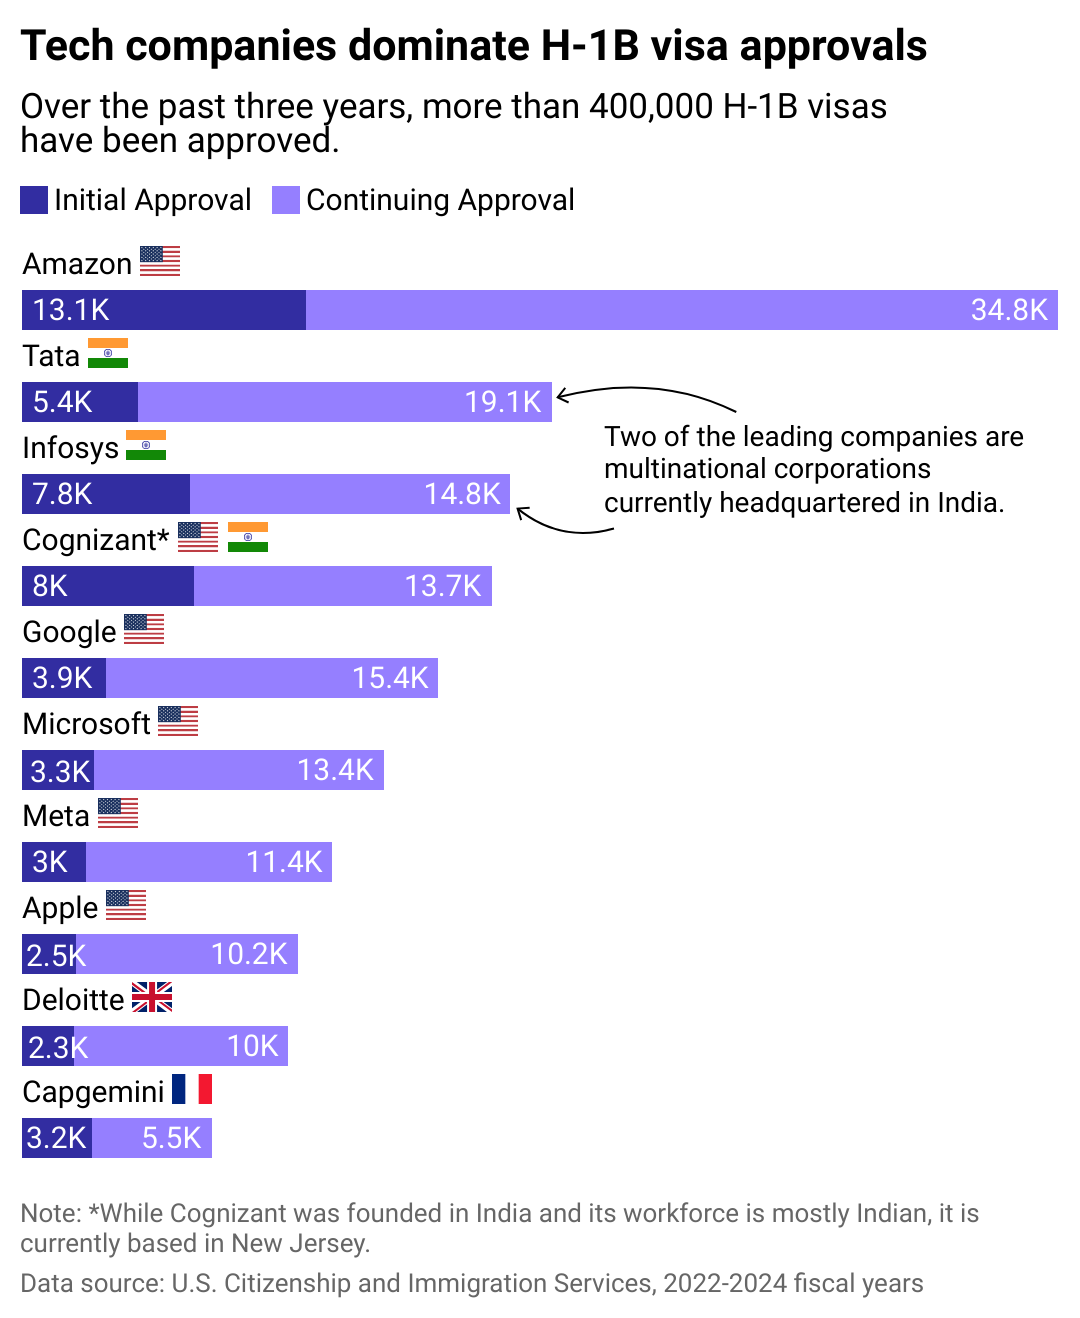 Tech companies dominate H-1B visa approvals
Over the past three years, more than 400,000 H-1B visas
have been approved.
Initial Approval Continuing Approval
Amazon
13.1K 34.8K
Tata
5.4K 19.1K
Two of the leading companies are
multinational corporations
currently headquartered in India.
Infosys
7.8K 14.8K
Cognizant*
8K 13.7K
Google
3.9K 15.4K
Microsoft
3.3K 13.4K
Meta
3K 11.4K
Apple
2.5K 10.2K
Deloitte
2.3K 10K
Capgemini
3.2K 5.5K
Note: *While Cognizant was founded in India and its workforce is mostly Indian, it is
currently based in New Jersey.
Data source: U.S. Citizenship and Immigration Services, 2022-2024 fiscal years